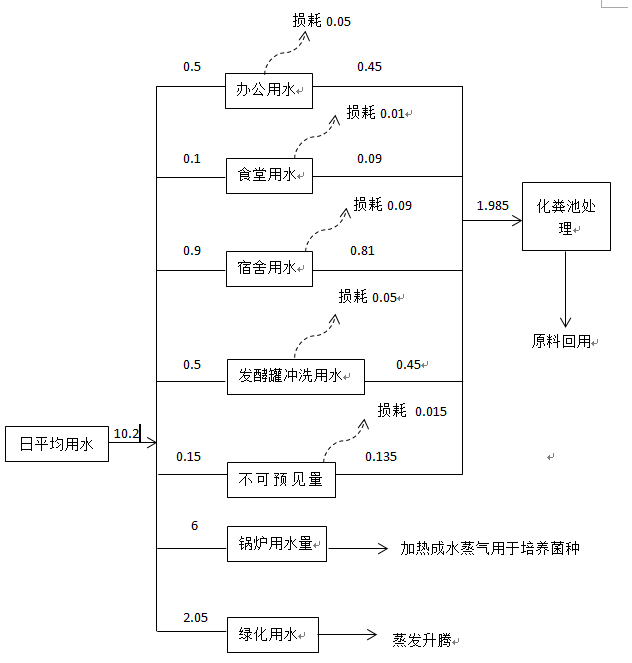 损耗 0.05
0.5
0.45
办公用水
损耗 0.01
0.1
0.09
食堂用水
损耗 0.09
0.9
0.81
宿舍用水
1.985
化粪池处
理
原料回用
损耗 0.05
0.5
0.45
发酵罐冲洗用水
损耗 0.015
日平均用水
10.2
0.15
0.135
不可预见量
6
锅炉用水量
加热成水蒸气用于培养菌种
2.05
绿化用水
蒸发升腾